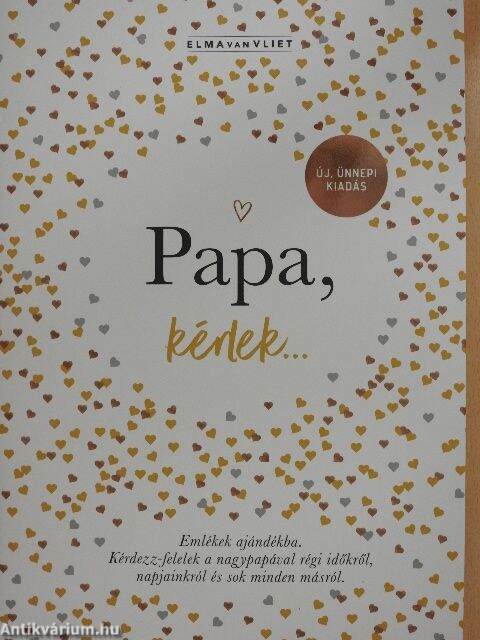 ELMA VAN VLIET
ÚJ, ÜNNEPI
KIADÁS
Papa,
kérlek...
Emlékek ajándékba.
Kérdezz-felelek a nagypapával régi időkről,
napjainkról és sok minden másról.
Antikvárium.hu